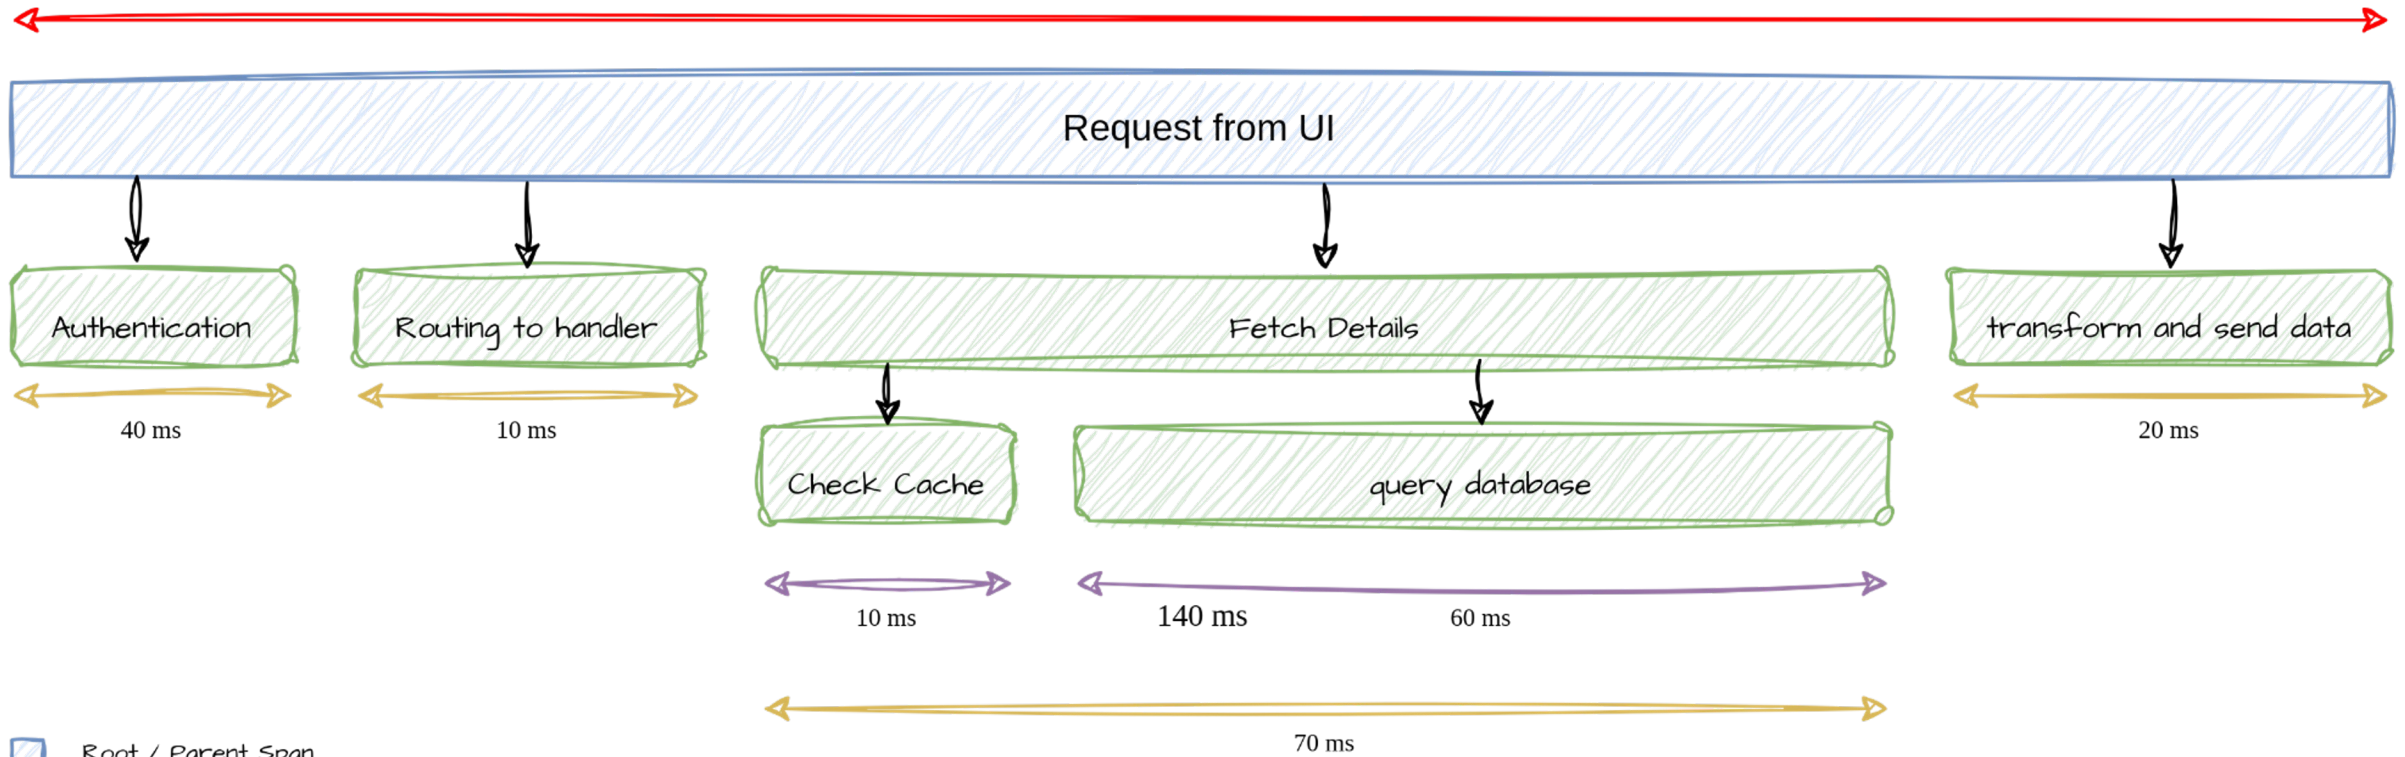 Request from UI
Authentication
Routing to handler
Fetch Details
transform and send data
40 ms
10 ms
20 ms
Check Cache
query database
10 ms
140 ms
60 ms
70 ms
Root / Parent Span